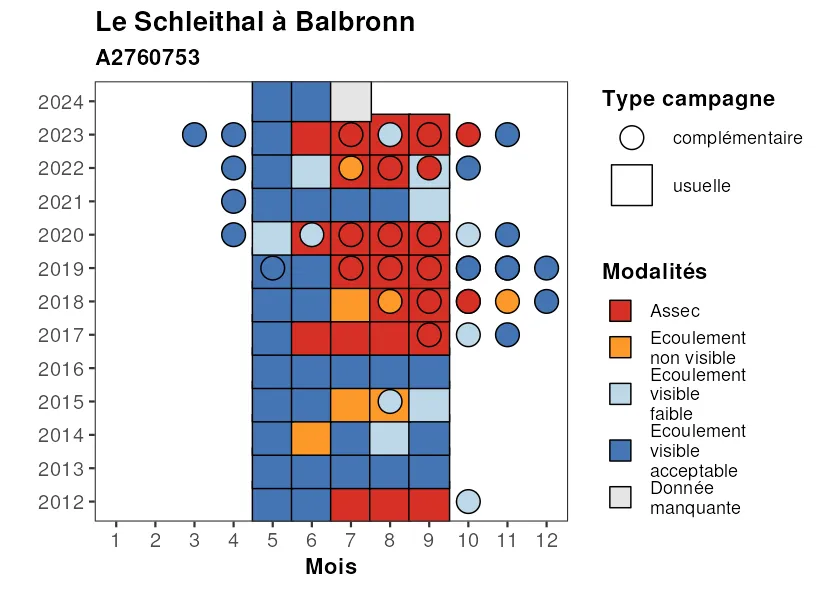 Le Schleithal à Balbronn
A2760753
2024
2023
2022
2021
2020
2019
2018
2017
2016
2015
2014
2013
2012
1 2 3 4 5 6 7 8 9 10 11 12
Mois
Type campagne
complémentaire
usuelle
Modalités
Assec
Ecoulement
non visible
Ecoulement
visible
faible
Ecoulement
visible
acceptable
Donnée
manquante